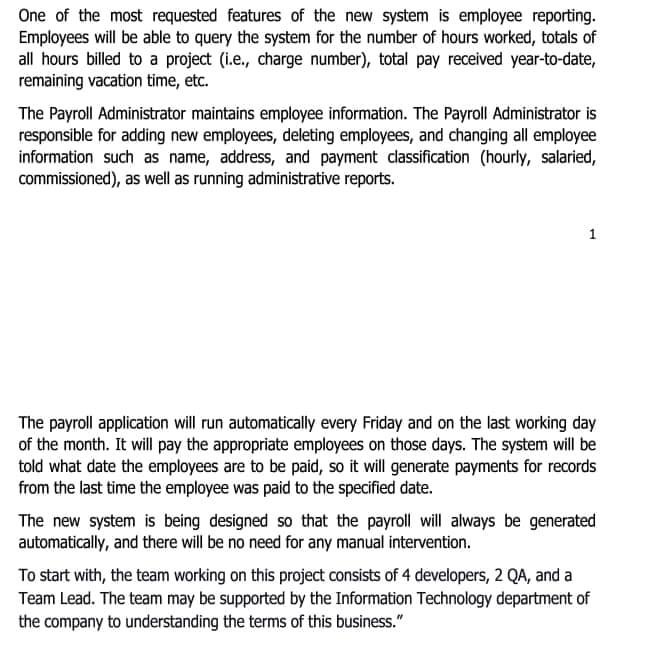 One of the most requested features of the new system is employee reporting.
Employees will be able to query the system for the number of hours worked, totals of
all hours billed to a project (i.e., charge number), total pay received year-to-date,
remaining vacation time, etc.
The Payroll Administrator maintains employee information. The Payroll Administrator is
responsible for adding new employees, deleting employees, and changing all employee
information such as name, address, and payment classification (hourly, salaried,
commissioned), as well as running administrative reports.
1
The payroll application will run automatically every Friday and on the last working day
of the month. It will pay the appropriate employees on those days. The system will be
told what date the employees are to be paid, so it will generate payments for records
from the last time the employee was paid to the specified date.
The new system is being designed so that the payroll will always be generated
automatically, and there will be no need for any manual intervention.
To start with, the team working on this project consists of 4 developers, 2 QA, and a
Team Lead. The team may be supported by the Information Technology department of
the company to understanding the terms of this business.”